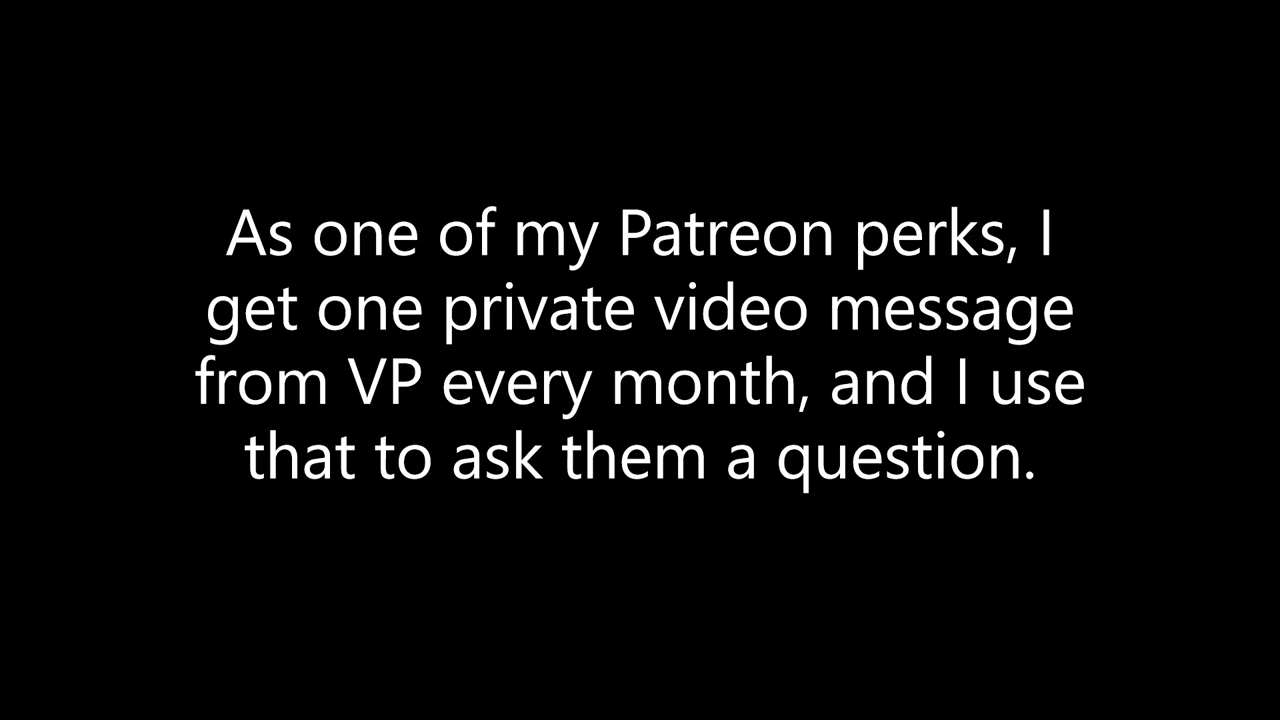 As one of my Patreon perks, I
get one private video message
from VP every month, and I use
that to ask them a question.